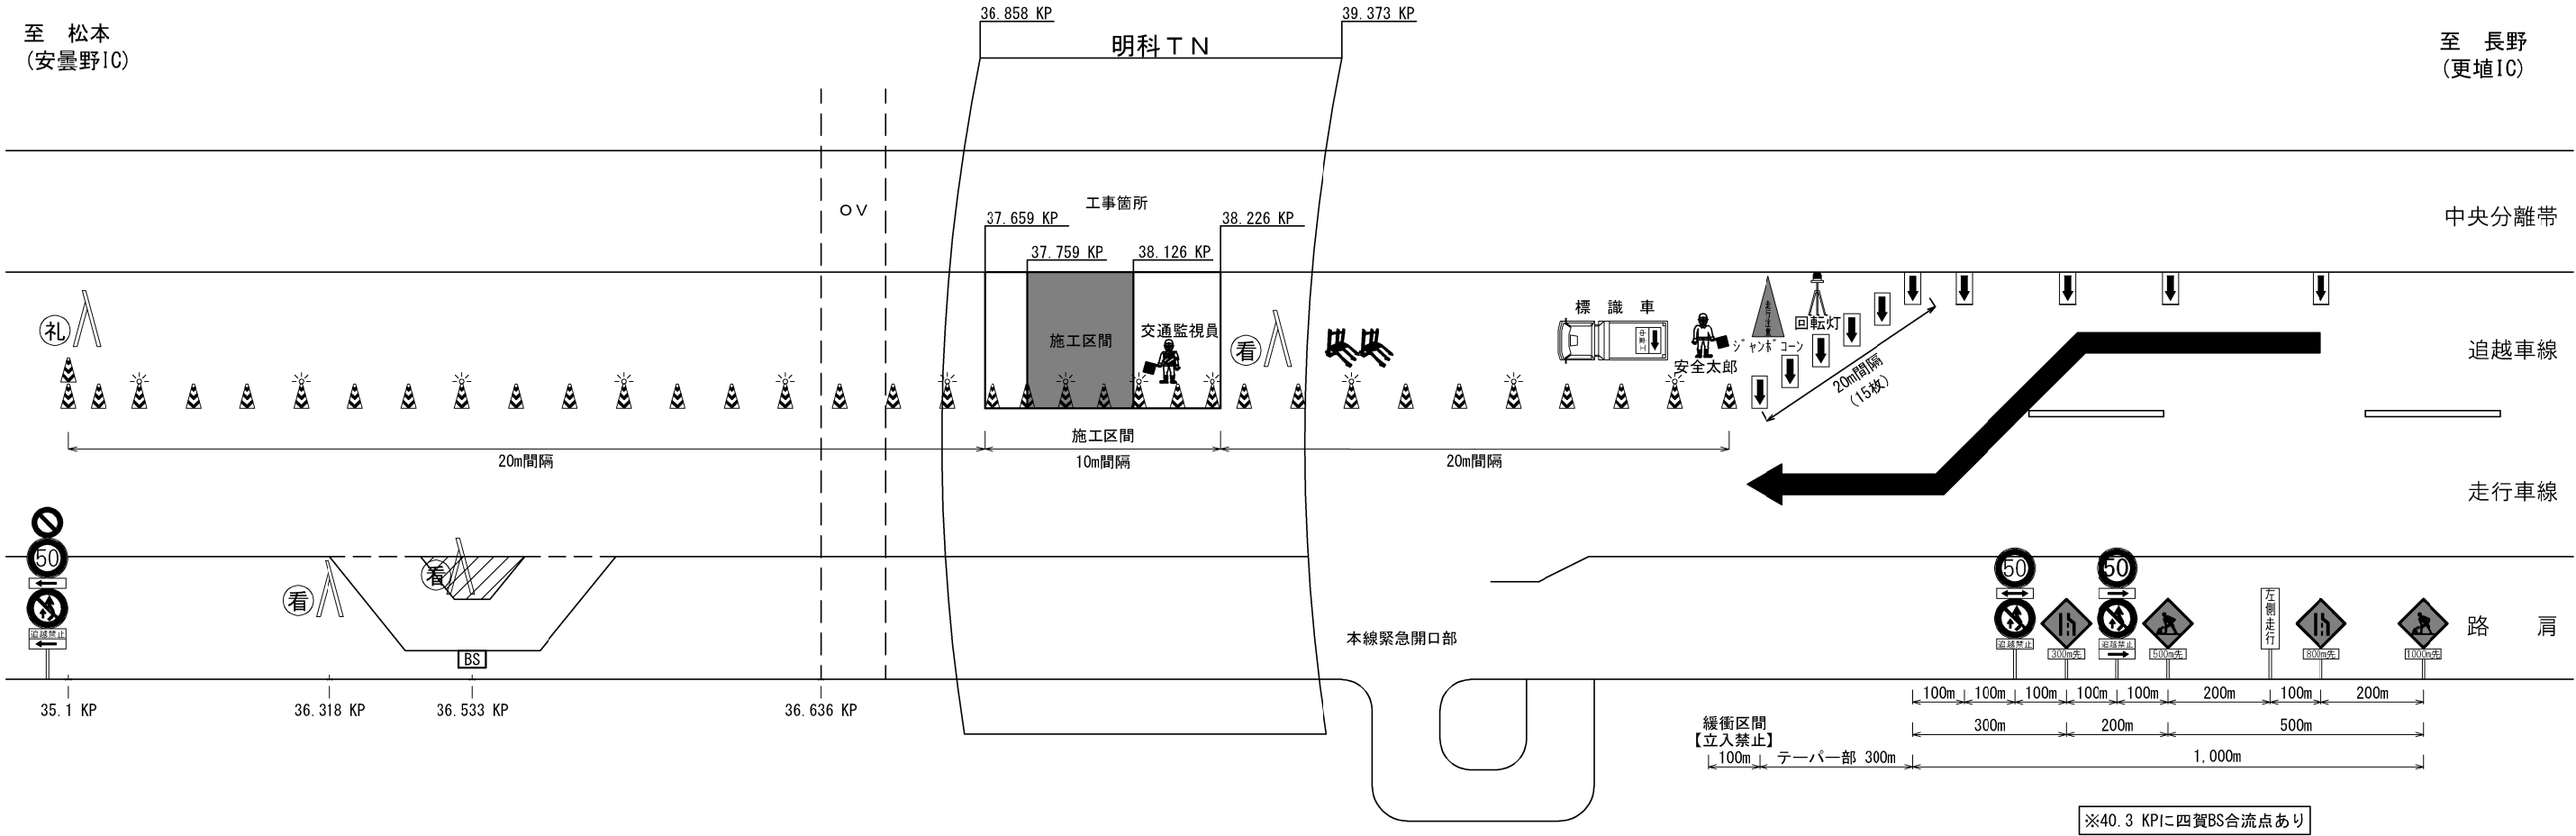 36.858 KP
39.373 KP
至　松本
(安曇野IC)
明科ＴＮ
至　長野
(更埴IC)
ＯＶ
工事箇所
37.659 KP
38.226 KP
中央分離帯
37.759 KP
38.126 KP
札
施工区間
交通監視員
看
標　識　車
安全太郎
ジャンボコーン
回転灯
20m間隔
(15枚)
追越車線
20m間隔
施工区間
10m間隔
20m間隔
走行車線
50
追越禁止
看
看
BS
本線緊急開口部
50
追越禁止
300m先
50
追越禁止
500m先
左側走行
800m先
1000m先
路　肩
35.1 KP
36.318 KP
36.533 KP
36.636 KP
100m
100m
100m
100m
100m
200m
100m
200m
300m
200m
500m
緩衝区間
【立入禁止】
100m
テーパー部 300m
1,000m
※40.3 KPに四賀BS合流点あり